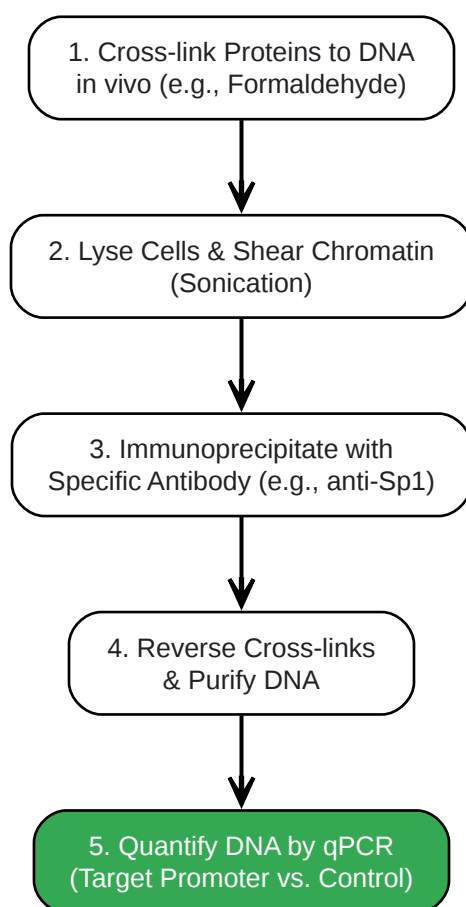 1. Cross-link Proteins to DNA
in vivo (e.g., Formaldehyde)
2. Lyse Cells & Shear Chromatin
(Sonication)
3. Immunoprecipitate with
Specific Antibody (e.g., anti-Sp1)
4. Reverse Cross-links
& Purify DNA
5. Quantify DNA by qPCR
(Target Promoter vs. Control)